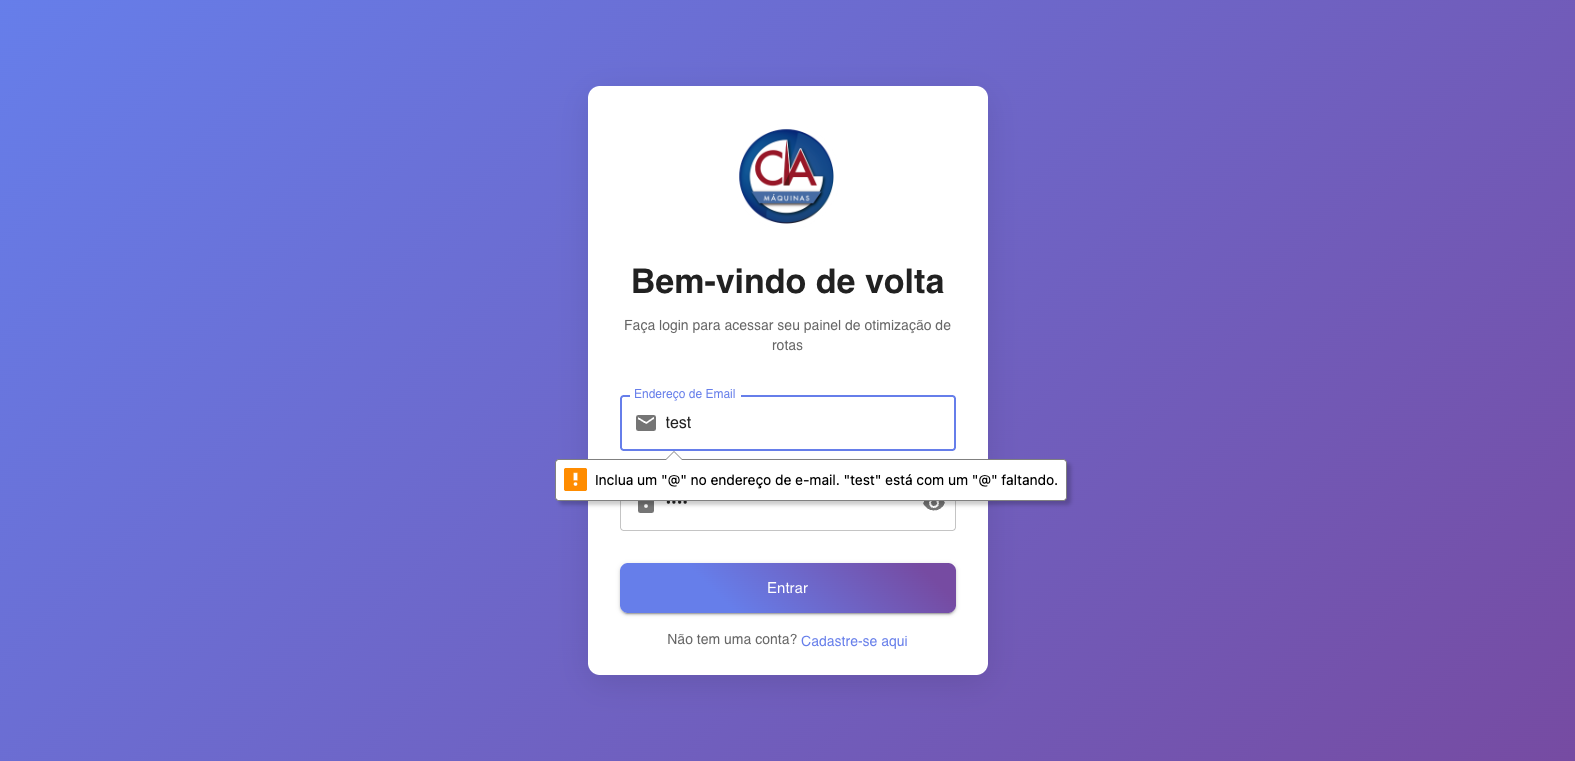 CIA
MÁQUINAS
Bem-vindo de volta
Faça login para acessar seu painel de otimização de
rotas
Endereço de Email
test
Inclua um "@" no endereço de e-mail. "test" está com um "@" faltando.
••••
Entrar
Não tem uma conta? Cadastre-se aqui